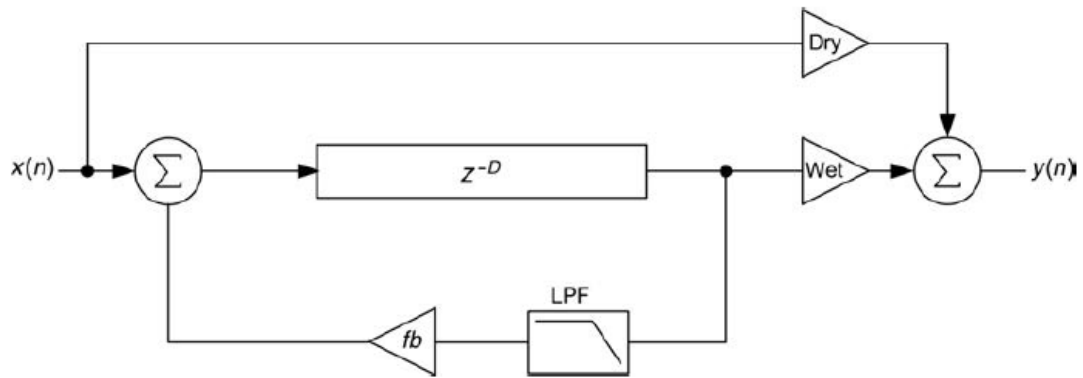 Dry
x(n)
Σ
z^{-D}
Wet
Σ
y(n)
LPF
fb